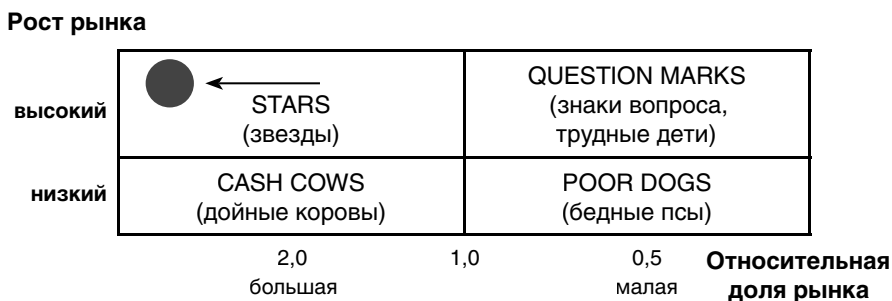 Рост рынка
высокий
STARS
(звезды)
QUESTION MARKS
(знаки вопроса,
трудные дети)
низкий
CASH COWS
(дойные коровы)
POOR DOGS
(бедные псы)
2,0
большая
1,0
0,5
малая
Относительная
доля рынка